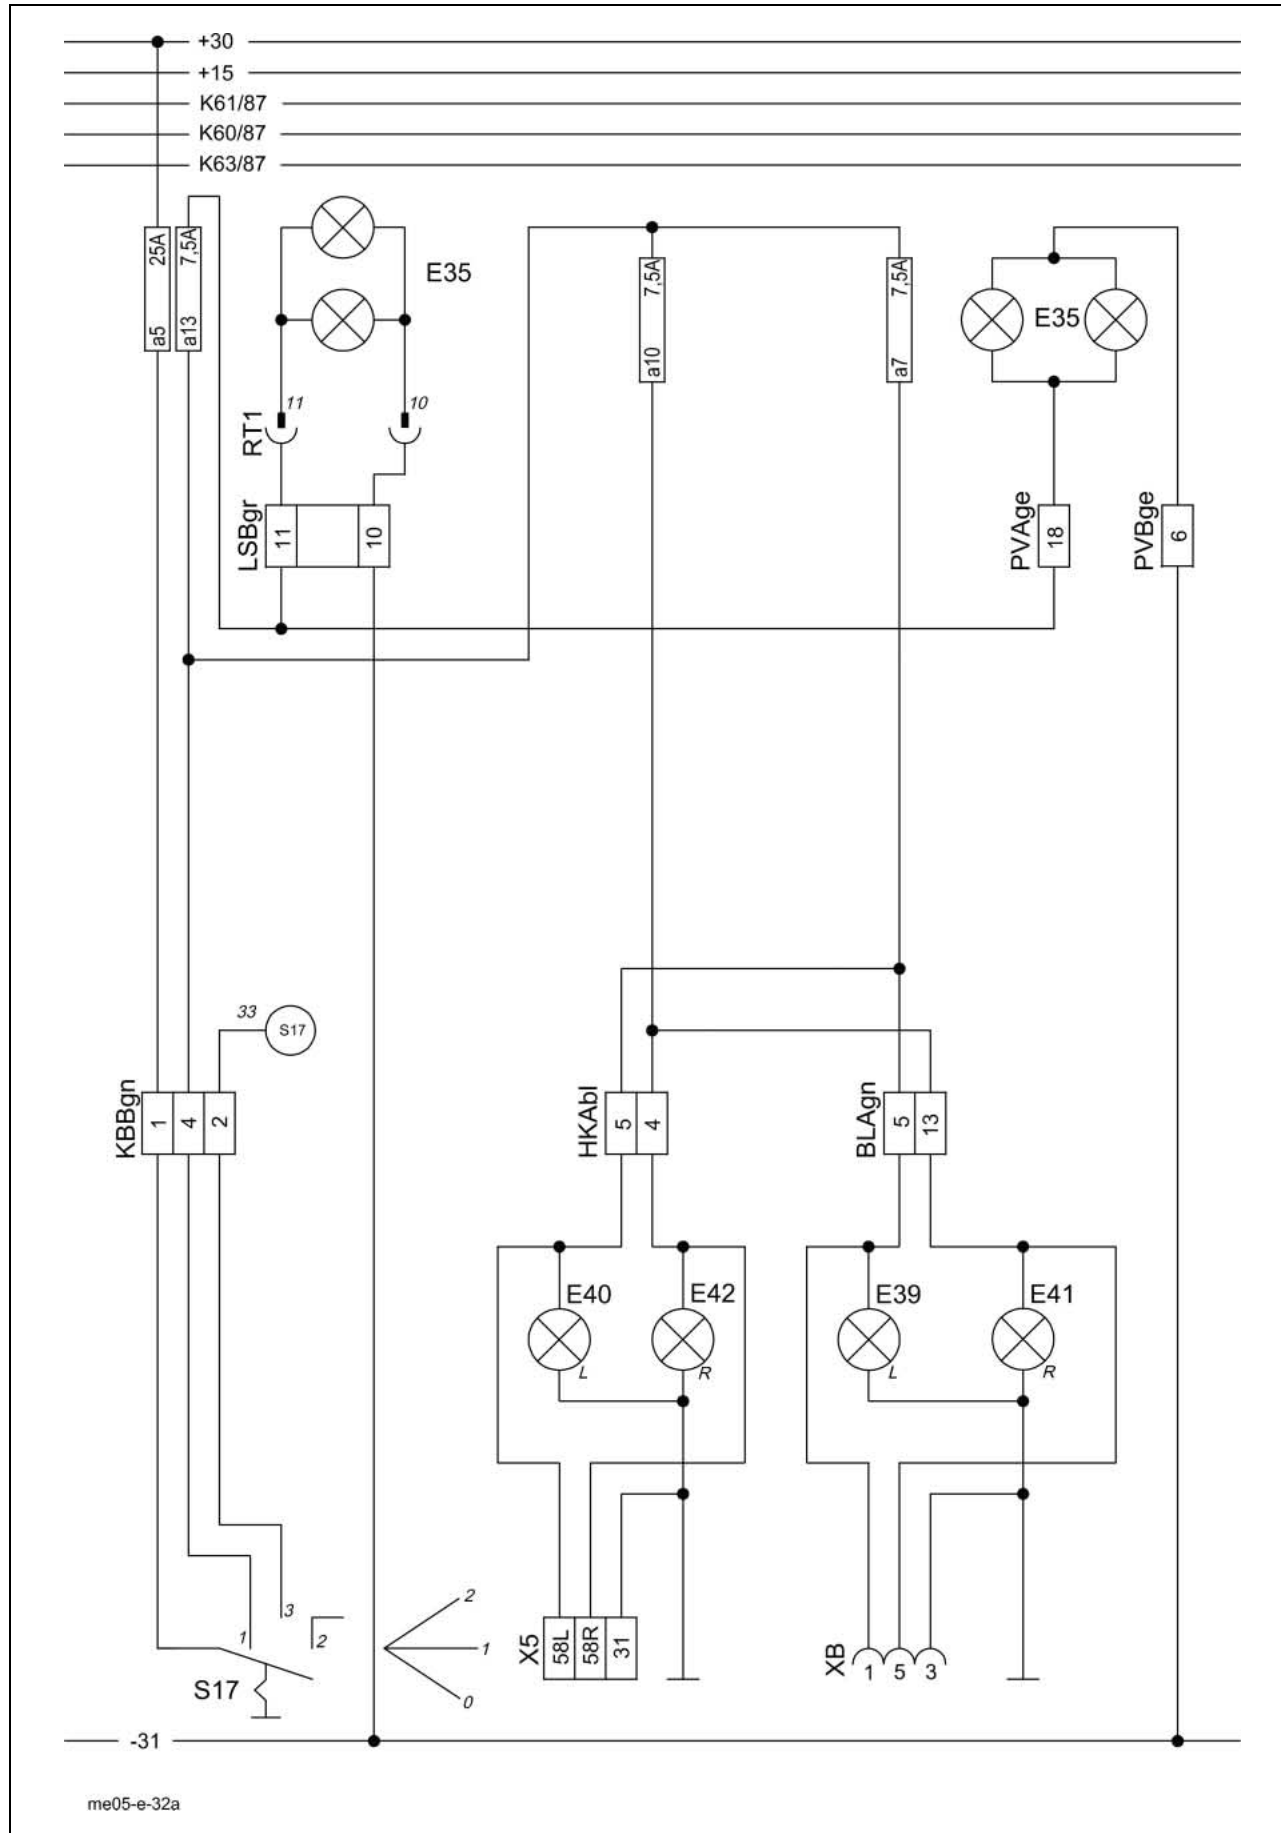 +30
+15
K61/87
K60/87
K63/87
25A
a5
7,5A
a13
E35
7,5A
a10
7,5A
a7
E35
RT1
11
10
LSBgr
11
10
PVAge
18
PVBge
6
33
S17
KBBgn
1
4
2
HKAbl
5
4
BLAgn
5
13
E40
L
E42
R
E39
L
E41
R
1
3
2
S17
2
1
0
X5
58L
58R
31
XB
1
5
3
-31
me05-e-32a